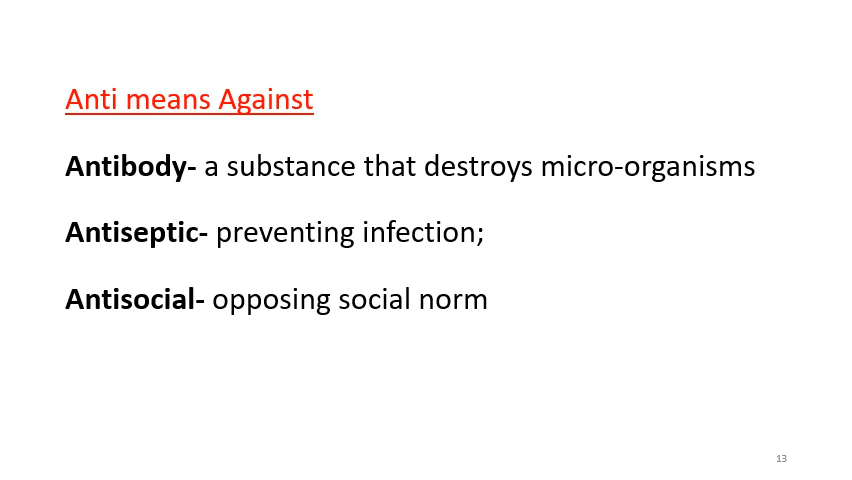 Anti means Against
Antibody- a substance that destroys micro-organisms
Antiseptic- preventing infection;
Antisocial- opposing social norm
13